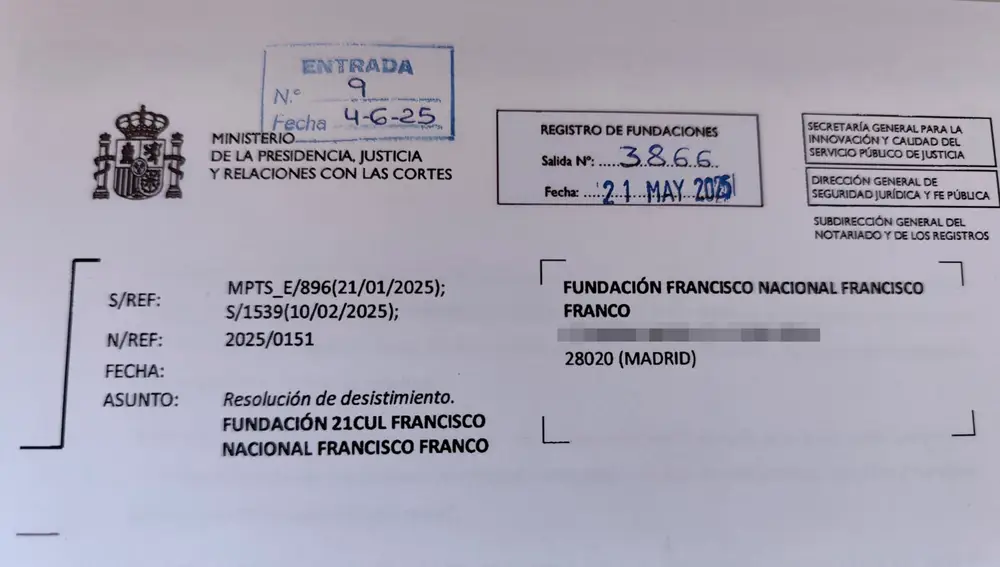 ENTRADA
N.º 9
Fecha 4-6-25
MINISTERIO
DE LA PRESIDENCIA, JUSTICIA
Y RELACIONES CON LAS CORTES
REGISTRO DE FUNDACIONES
Salida Nº: ..... 3866
Fecha: .... 21 MAY 2025
SECRETARÍA GENERAL PARA LA
INNOVACIÓN Y CALIDAD DEL
SERVICIO PÚBLICO DE JUSTICIA
DIRECCIÓN GENERAL DE
SEGURIDAD JURÍDICA Y FE PÚBLICA
SUBDIRECCIÓN GENERAL DEL
NOTARIADO Y DE LOS REGISTROS
S/REF: MPTS_E/896(21/01/2025);
S/1539(10/02/2025);
N/REF: 2025/0151
FECHA:
ASUNTO: Resolución de desistimiento.
FUNDACIÓN 21CUL FRANCISCO
NACIONAL FRANCISCO FRANCO
FUNDACIÓN FRANCISCO NACIONAL FRANCISCO
FRANCO
28020 (MADRID)